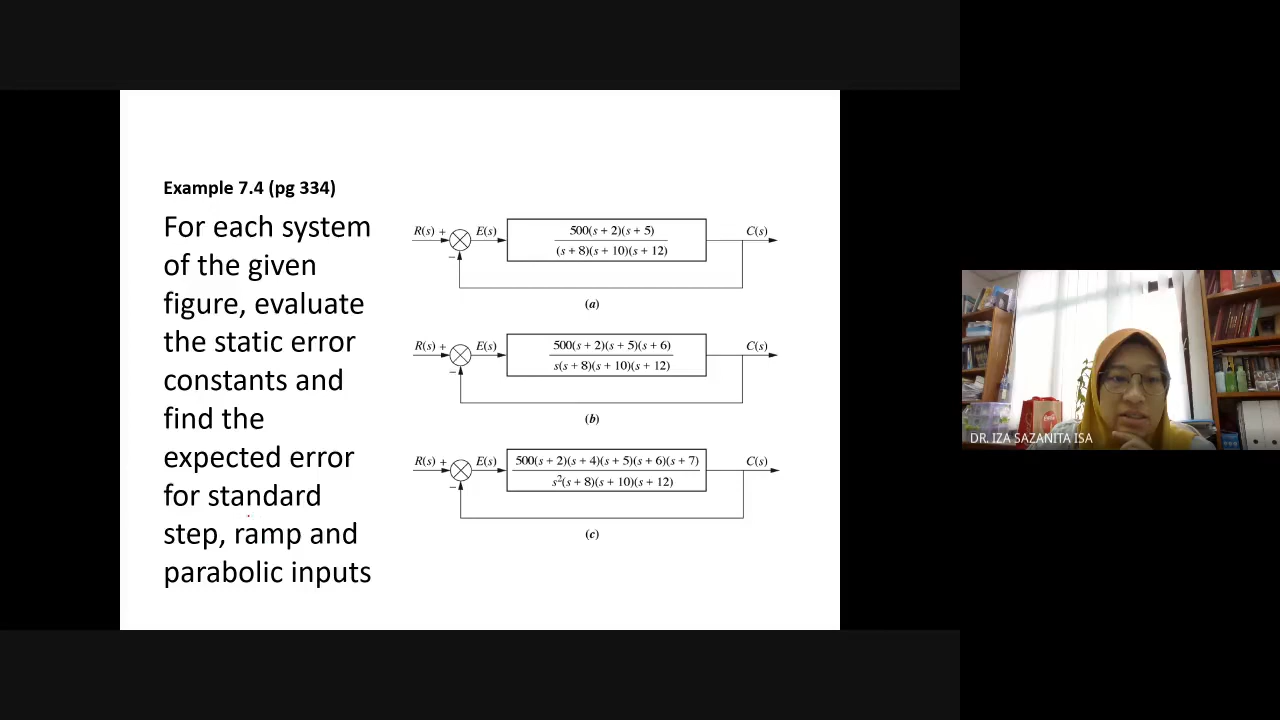 Example 7.4 (pg 334)
For each system
of the given
figure, evaluate
the static error
constants and
find the
expected error
for standard
step, ramp and
parabolic inputs
R(s) + E(s) 500(s + 2)(s + 5) C(s)
−
(s + 8)(s + 10)(s + 12)
(a)
R(s) + E(s) 500(s + 2)(s + 5)(s + 6) C(s)
−
s(s + 8)(s + 10)(s + 12)
(b)
R(s) + E(s) 500(s + 2)(s + 4)(s + 5)(s + 6)(s + 7) C(s)
−
s²(s + 8)(s + 10)(s + 12)
(c)
DR. IZA SAZANITA ISA